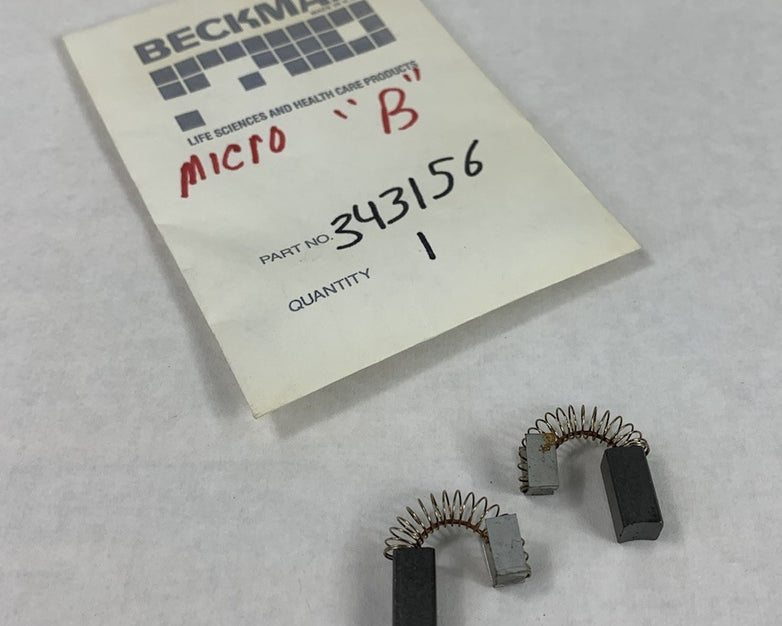 BECKMA
LIFE SCIENCES AND HEALTH CARE PRODUCTS
MICRO "B"
PART NO. 343156
QUANTITY 1